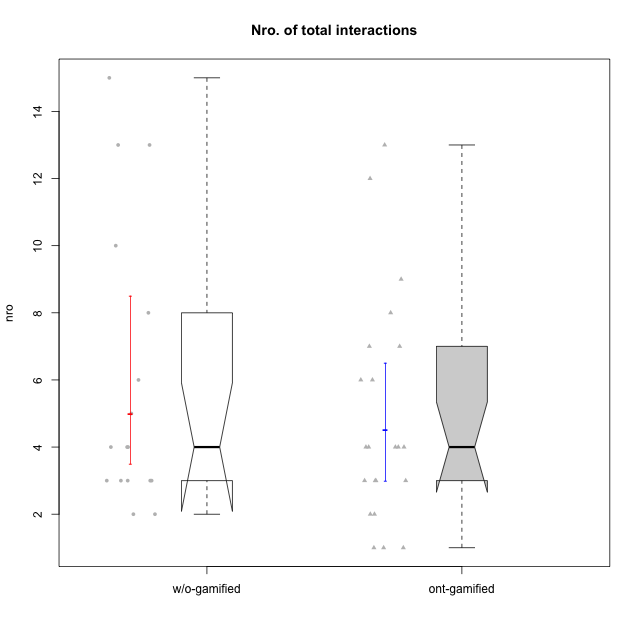 Nro. of total interactions
nro
14
12
10
8
6
4
2
w/o-gamified
ont-gamified